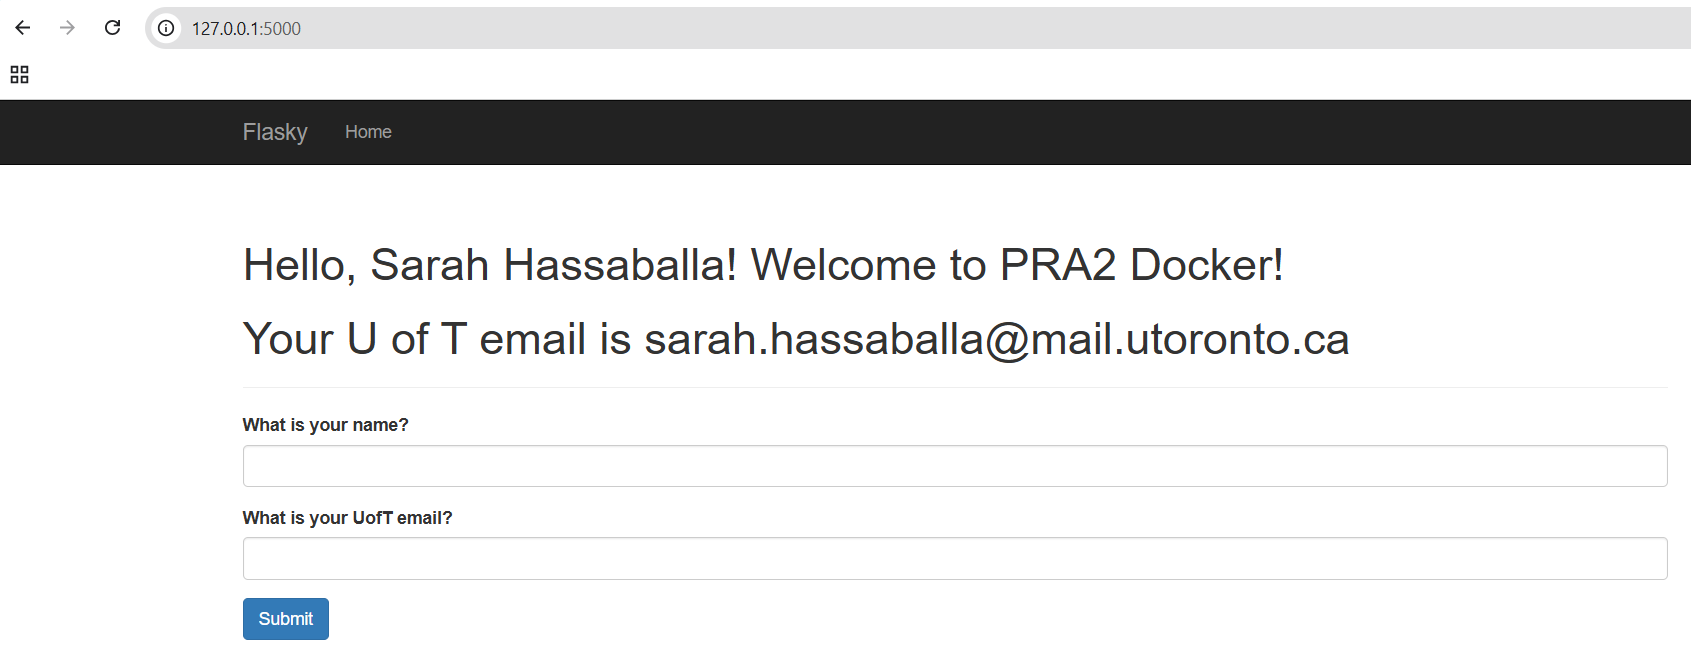 127.0.0.1:5000
Flasky Home
Hello, Sarah Hassaballa! Welcome to PRA2 Docker!
Your U of T email is sarah.hassaballa@mail.utoronto.ca
What is your name?
What is your UofT email?
Submit